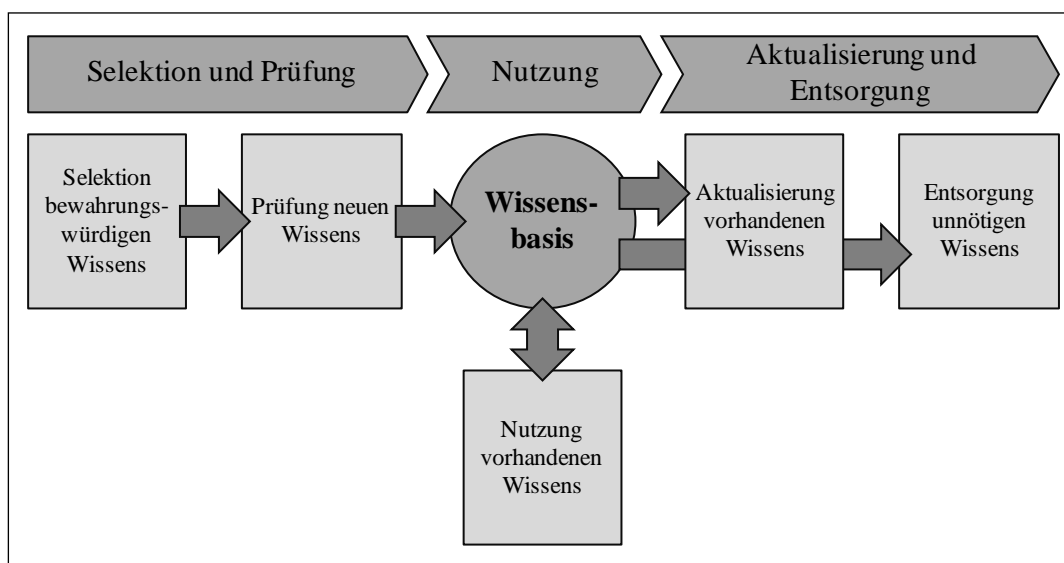 Selektion und Prüfung
Nutzung
Aktualisierung und
Entsorgung
Selektion
bewahrungs-
würdigen
Wissens
Prüfung neuen
Wissens
Wissens-
basis
Aktualisierung
vorhandenen
Wissens
Entsorgung
unnötigen
Wissens
Nutzung
vorhandenen
Wissens